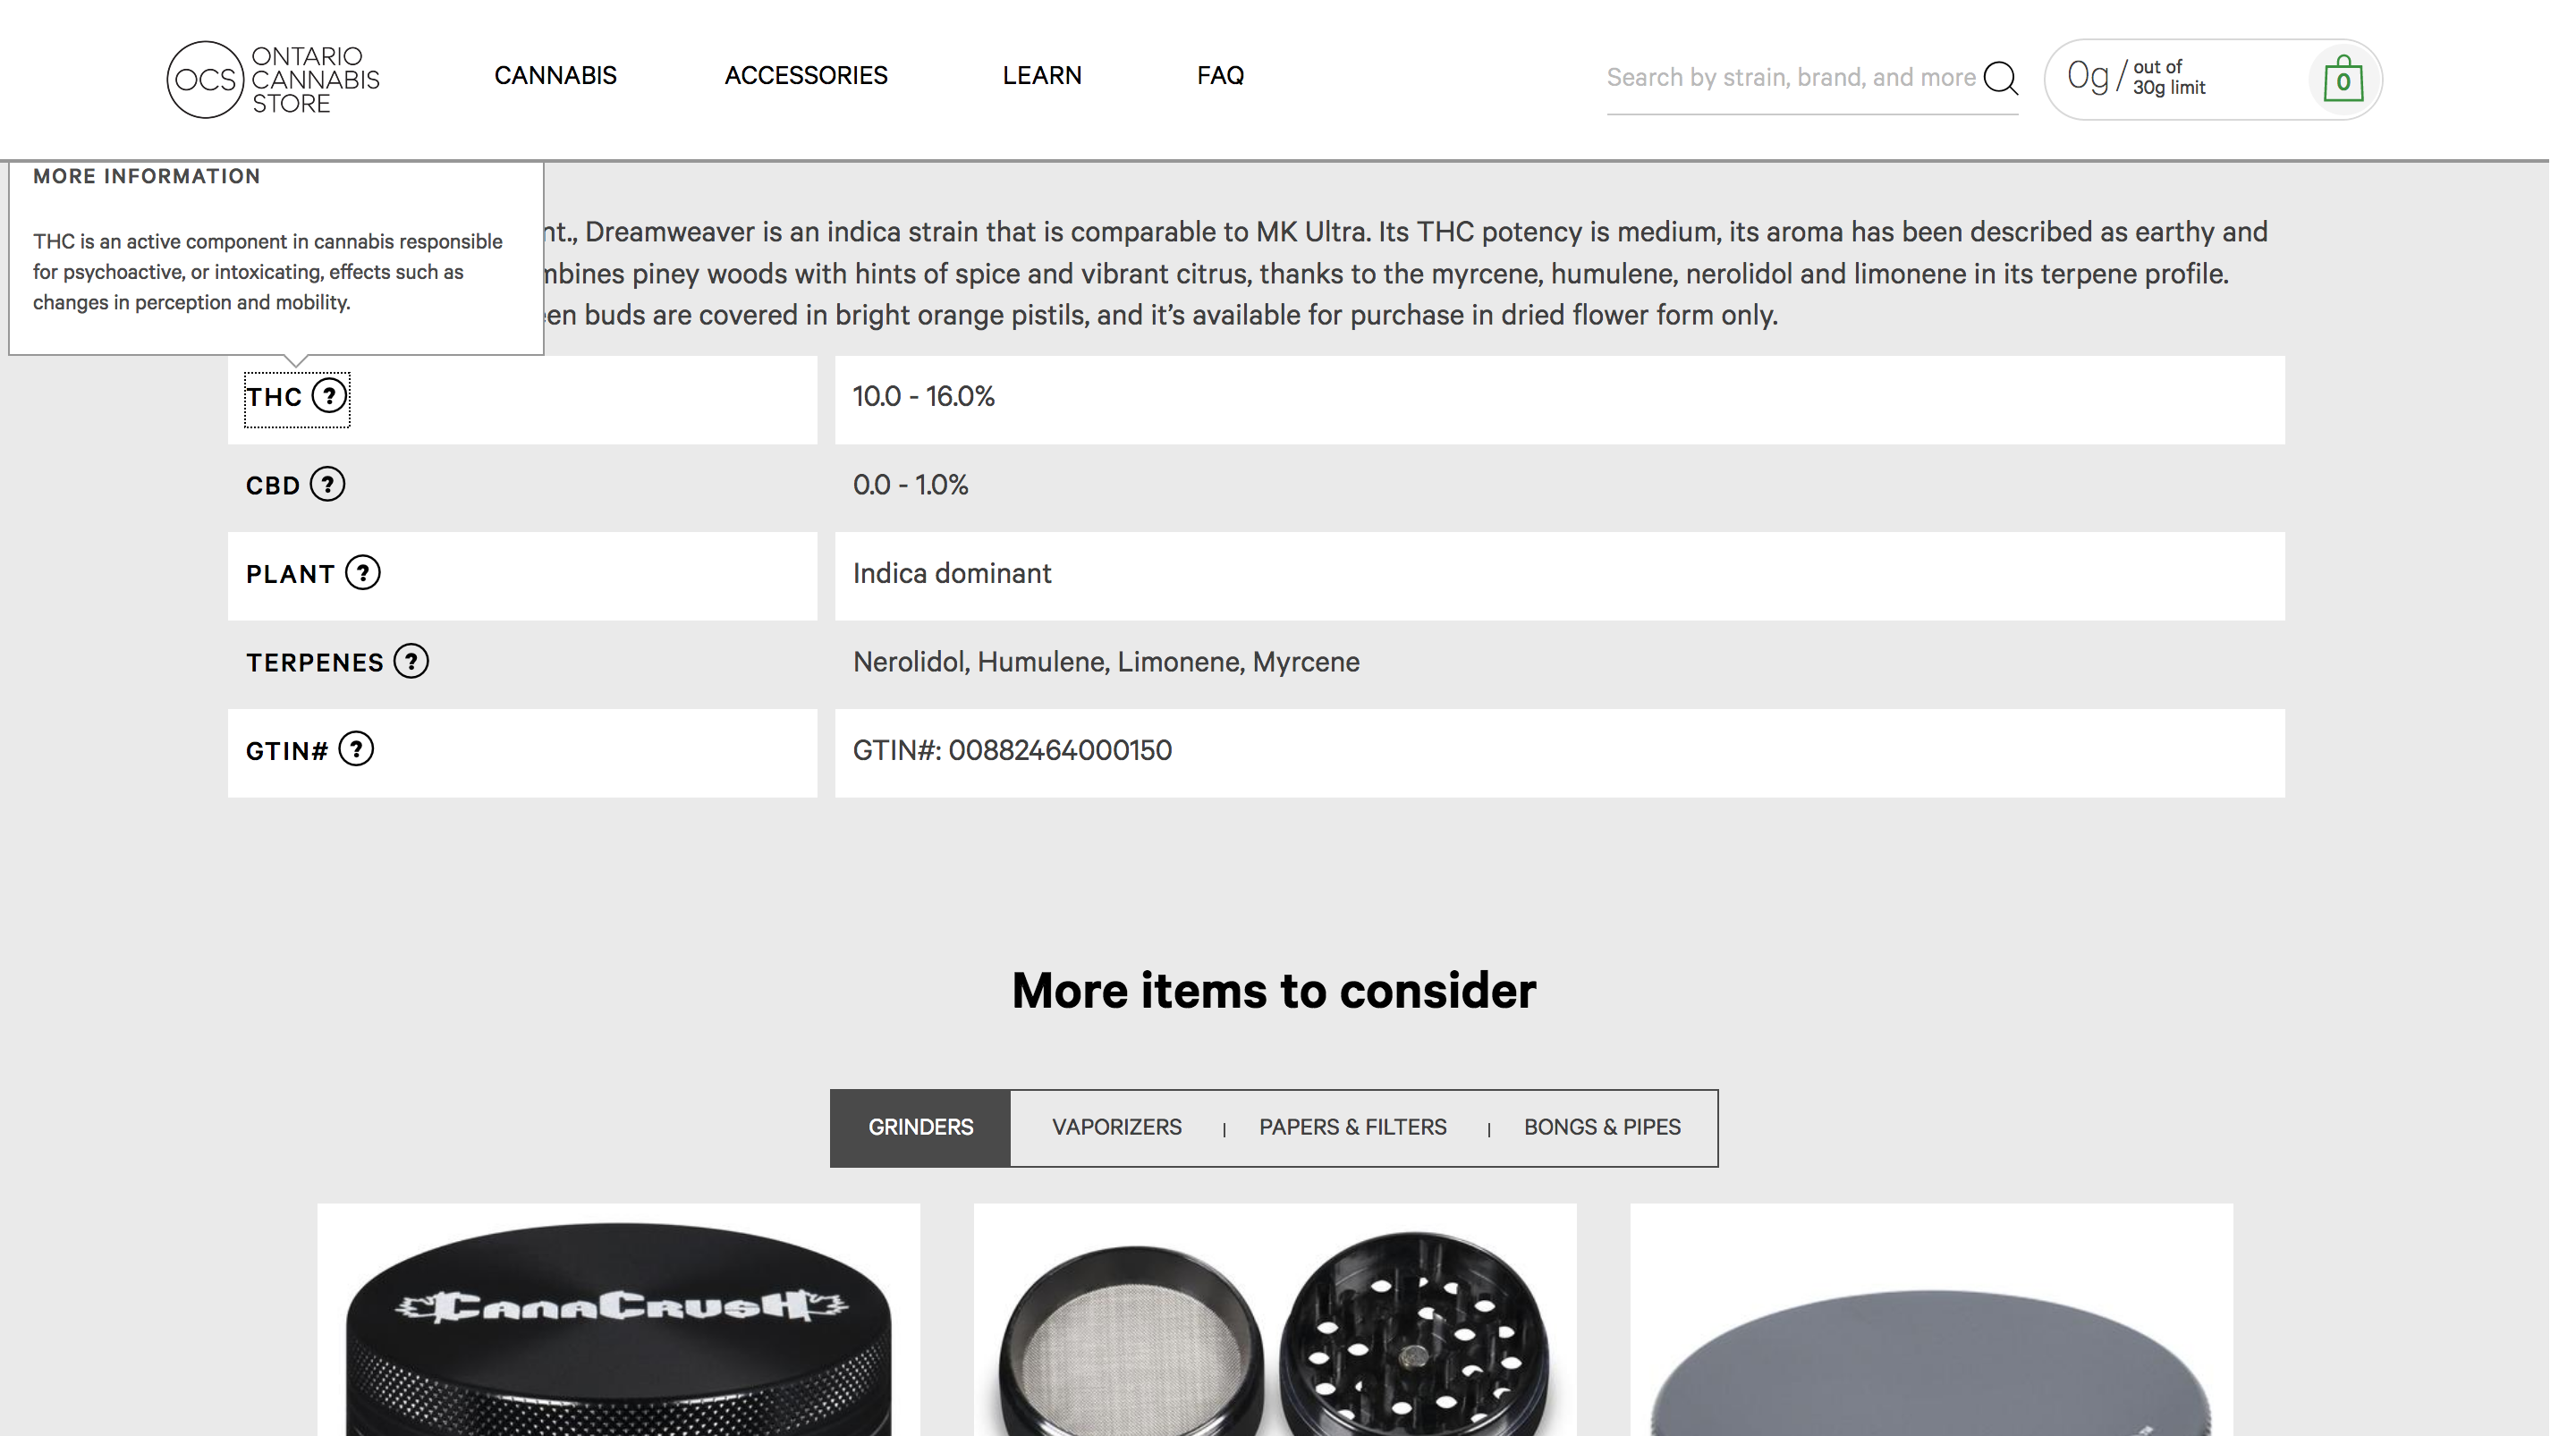 OCS
ONTARIO
CANNABIS
STORE
CANNABIS
ACCESSORIES
LEARN
FAQ
Search by strain, brand, and more
0g / out of
30g limit
0
MORE INFORMATION
THC is an active component in cannabis responsible
for psychoactive, or intoxicating, effects such as
changes in perception and mobility.
Dreamweaver is an indica strain that is comparable to MK Ultra. Its THC potency is medium, its aroma has been described as earthy and
piney woods with hints of spice and vibrant citrus, thanks to the myrcene, humulene, nerolidol and limonene in its terpene profile.
buds are covered in bright orange pistils, and it’s available for purchase in dried flower form only.
THC ?
10.0 - 16.0%
CBD ?
0.0 - 1.0%
PLANT ?
Indica dominant
TERPENES ?
Nerolidol, Humulene, Limonene, Myrcene
GTIN# ?
GTIN#: 00882464000150
More items to consider
GRINDERS
VAPORIZERS
PAPERS & FILTERS
BONGS & PIPES
CANACRUSH